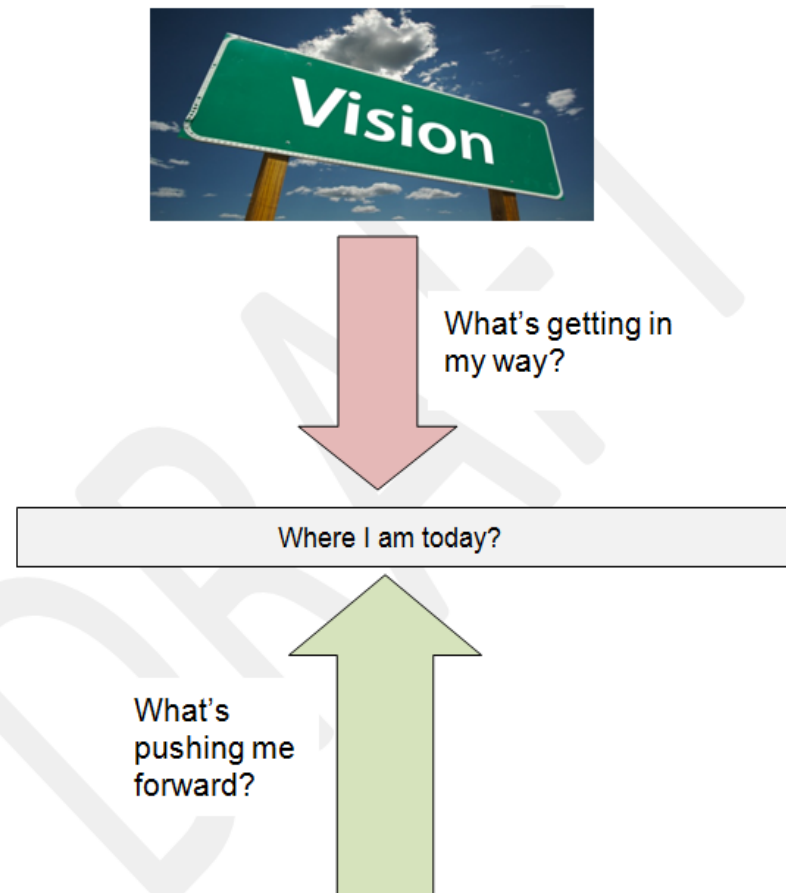 Vision
What's getting in
my way?
Where I am today?
What's
pushing me
forward?
DRAFT